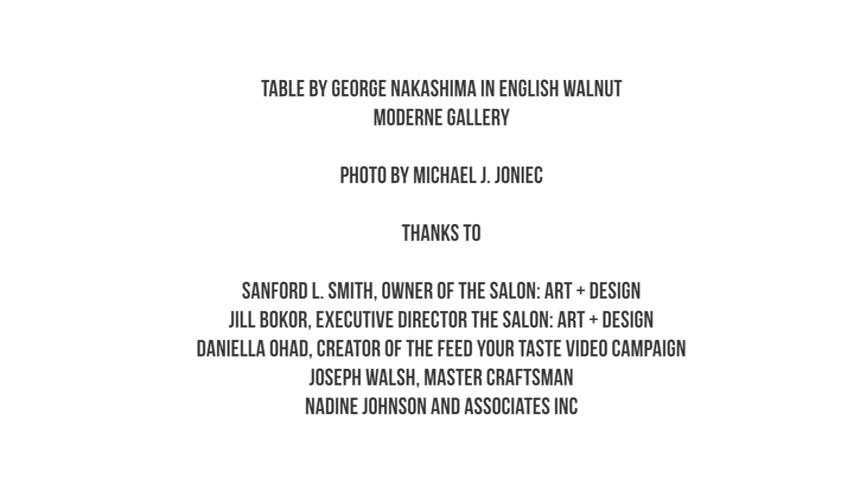 TABLE BY GEORGE NAKASHIMA IN ENGLISH WALNUT
MODERNE GALLERY
PHOTO BY MICHAEL J. JONIEC
THANKS TO
SANFORD L. SMITH, OWNER OF THE SALON: ART + DESIGN
JILL BOKOR, EXECUTIVE DIRECTOR THE SALON: ART + DESIGN
DANIELLA OHAD, CREATOR OF THE FEED YOUR TASTE VIDEO CAMPAIGN
JOSEPH WALSH, MASTER CRAFTSMAN
NADINE JOHNSON AND ASSOCIATES INC